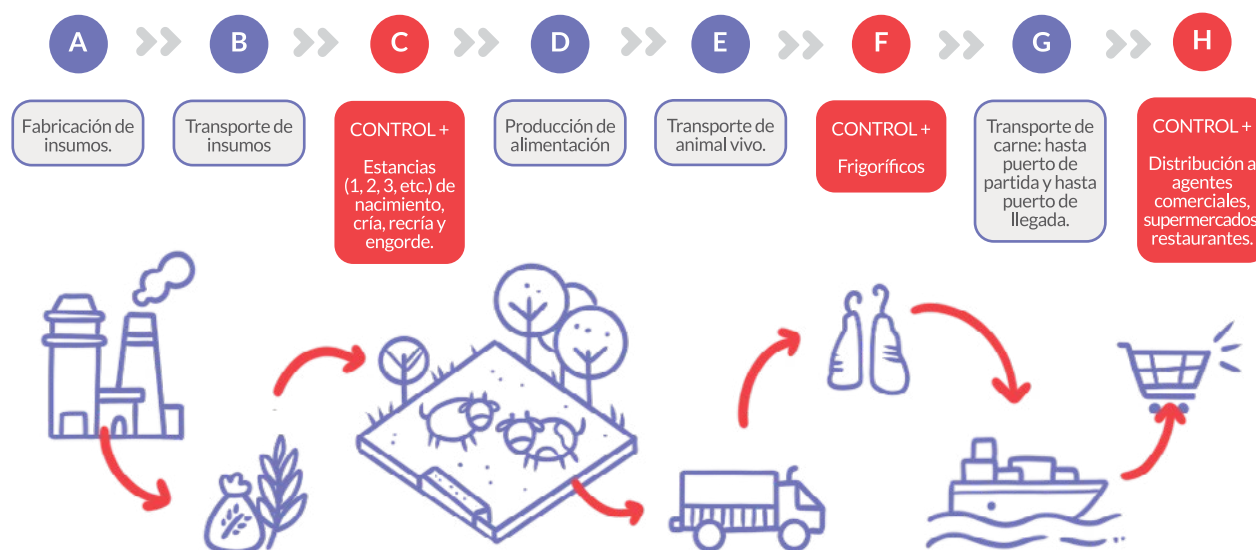 A
B
C
D
E
F
G
H
Fabricación de
insumos.
Transporte de
insumos
CONTROL +
Estancias
(1, 2, 3, etc.) de
nacimiento,
cría, recría y
engorde.
Producción de
alimentación
Transporte de
animal vivo.
CONTROL +
Frigoríficos
Transporte de
carne: hasta
puerto de
partida y hasta
puerto de
llegada.
CONTROL +
Distribución a
agentes
comerciales,
supermercados
restaurantes.